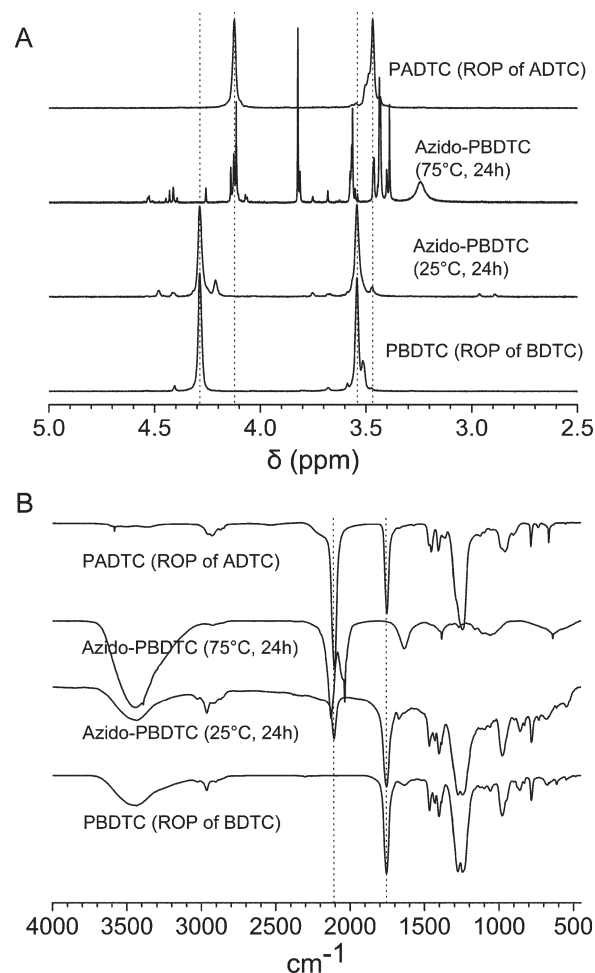 A
PADTC (ROP of ADTC)
Azido-PBDTC
(75°C, 24h)
Azido-PBDTC
(25°C, 24h)
PBDTC (ROP of BDTC)
5.0 4.5 4.0 3.5 3.0 2.5
δ (ppm)
B
PADTC (ROP of ADTC)
Azido-PBDTC (75°C, 24h)
Azido-PBDTC (25°C, 24h)
PBDTC (ROP of BDTC)
4000 3500 3000 2500 2000 1500 1000 500
cm-1